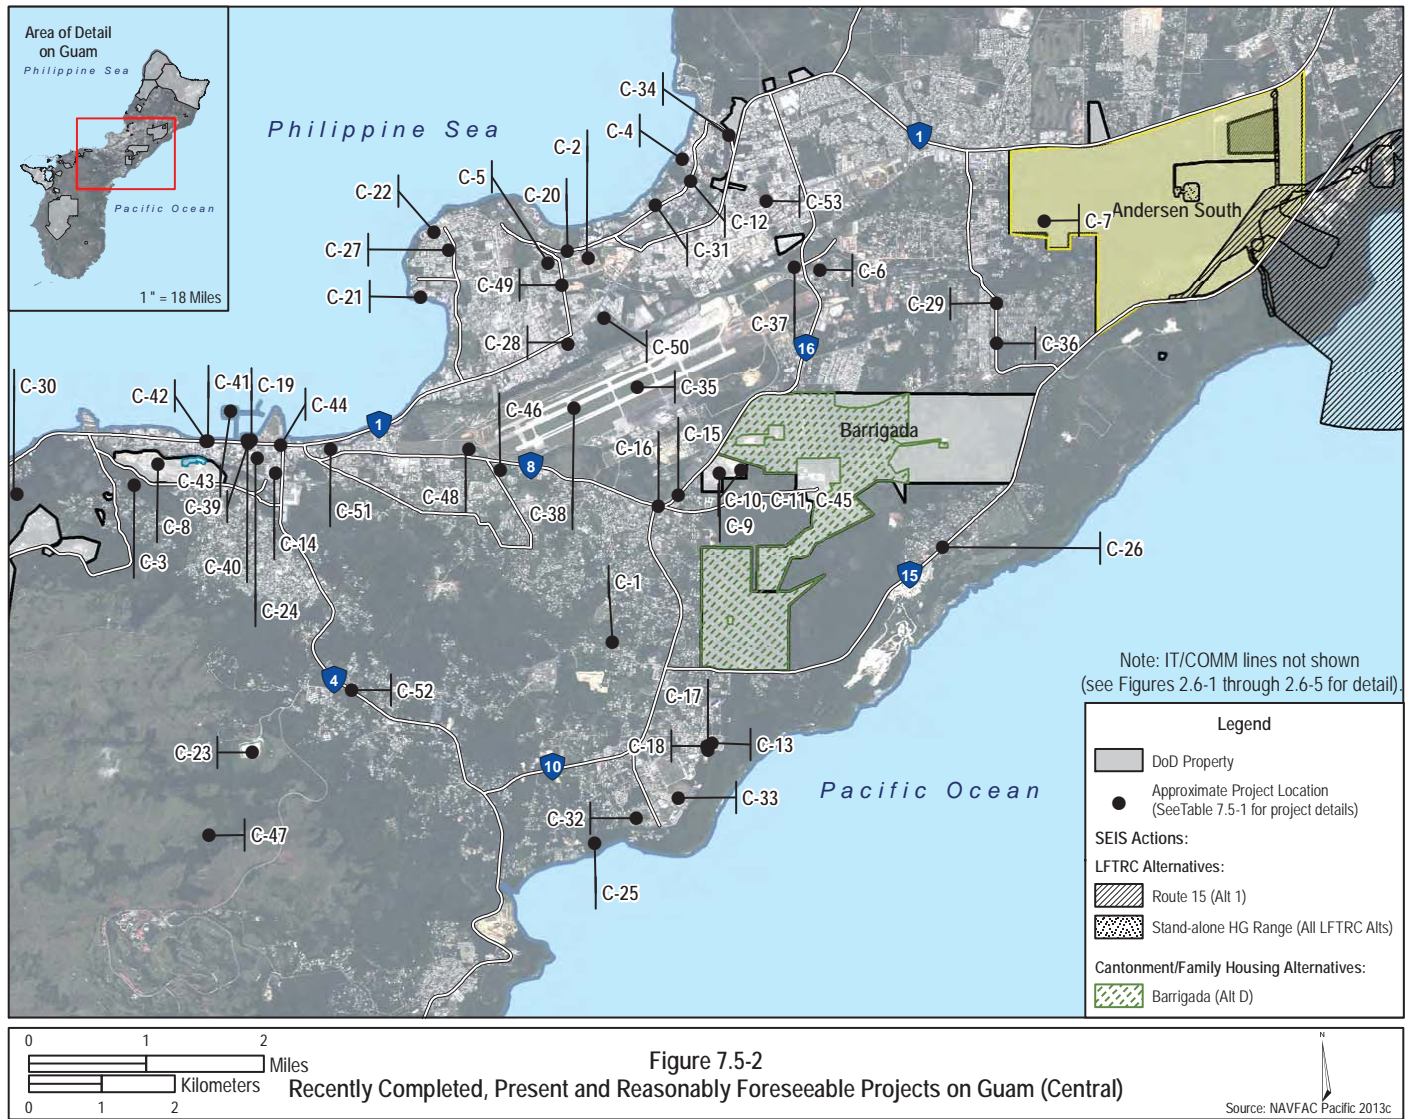 Area of Detail
on Guam
Philippine Sea
Pacific Ocean
1 " = 18 Miles
Philippine Sea
C-34
C-4
C-2
C-5
C-20
C-22
C-27
C-21
C-49
C-28
C-12
C-53
C-31
C-6
C-37
C-50
C-35
1
16
C-29
C-36
C-7
Andersen South
C-30
C-42
C-41
C-19
C-44
1
C-46
C-16
C-15
8
Barrigada
C-43
C-39
C-8
C-3
C-40
C-14
C-24
C-51
C-48
C-38
C-10, C-11, C-45
C-9
C-1
15
C-26
4
C-52
C-23
C-47
10
C-17
C-18
C-13
C-33
C-32
C-25
Pacific Ocean
Note: IT/COMM lines not shown
(see Figures 2.6-1 through 2.6-5 for detail).
Legend
DoD Property
Approximate Project Location
(SeeTable 7.5-1 for project details)
SEIS Actions:
LFTRC Alternatives:
Route 15 (Alt 1)
Stand-alone HG Range (All LFTRC Alts)
Cantonment/Family Housing Alternatives:
Barrigada (Alt D)
0 1 2
Miles
Kilometers
0 1 2
Figure 7.5-2
Recently Completed, Present and Reasonably Foreseeable Projects on Guam (Central)
N
Source: NAVFAC Pacific 2013c